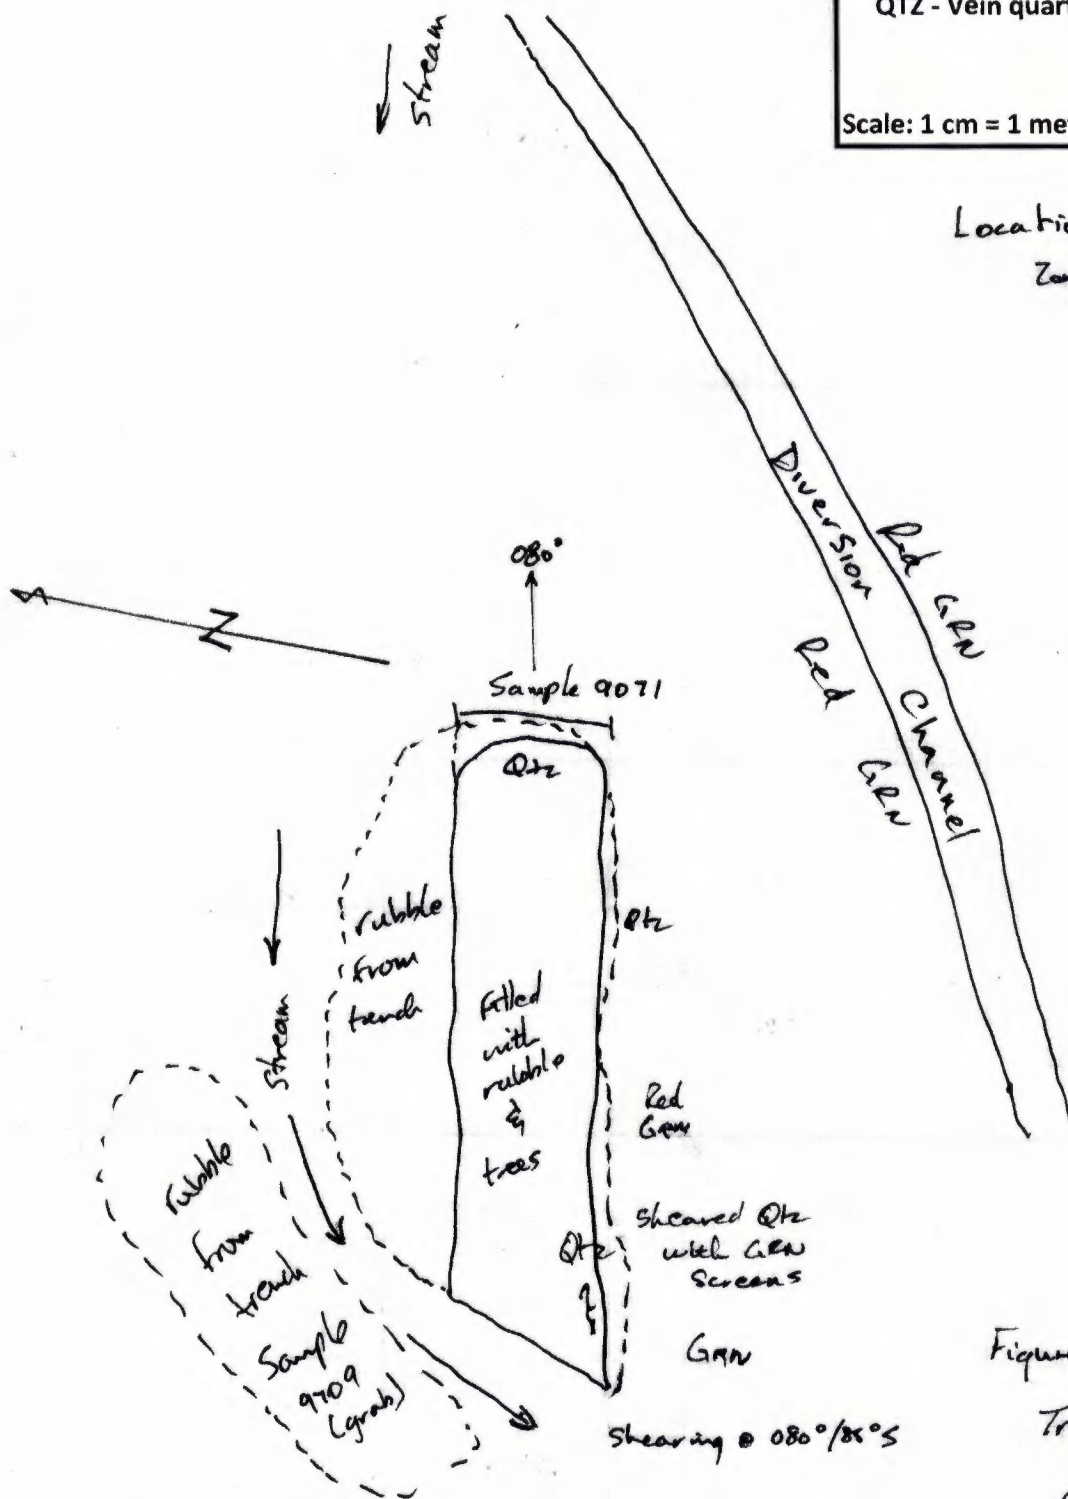 QTZ - Vein quar
Scale: 1 cm = 1 me
Stream
Locatio
Zon
Diversion
Channel
Red GRN
Red
GRN
080°
N
Sample 9071
Qtz
rubble
from
trench
filled
with
rubble
&
trees
Qtz
Stream
Red
GRN
Sheared Qtz
with GRN
Screens
Qtz
rubble
from
trench
Sample
9709
(grab)
GRN
Shearing @ 080°/85°S
Figur
Tr